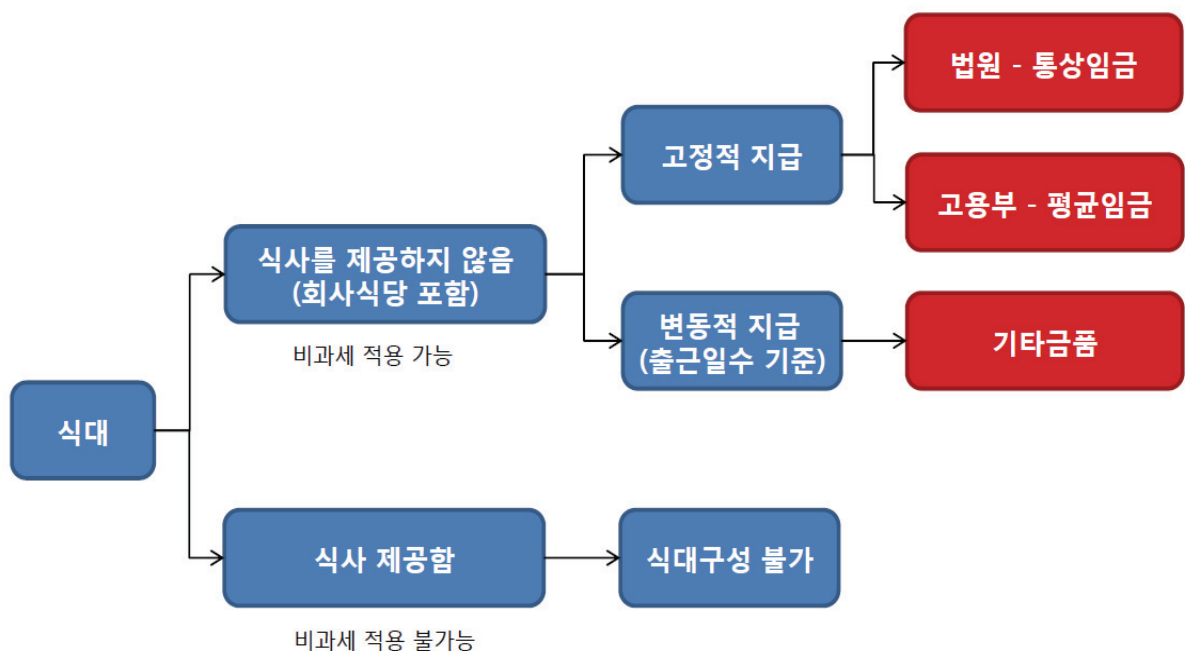 식대
식사를 제공하지 않음
(회사식당 포함)
비과세 적용 가능
고정적 지급
법원 - 통상임금
고용부 - 평균임금
변동적 지급
(출근일수 기준)
기타금품
식사 제공함
비과세 적용 불가능
식대구성 불가